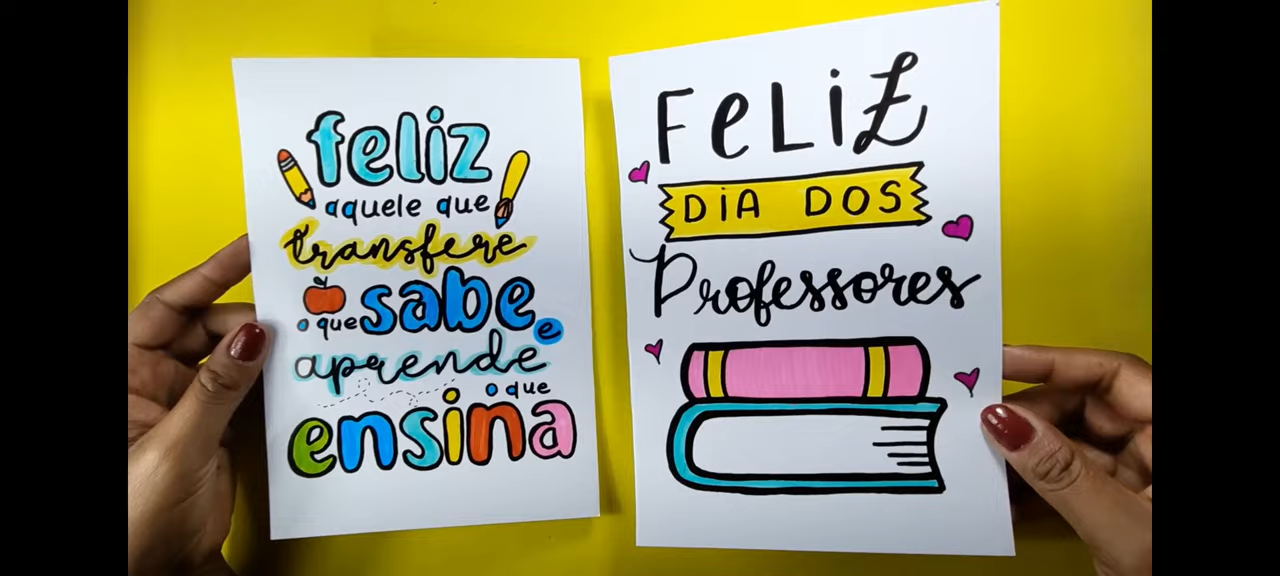 feliz
aquele que
transfere
o que sabe e
aprende
o que
ensina
FeLiZ
DiA DOS
Professores